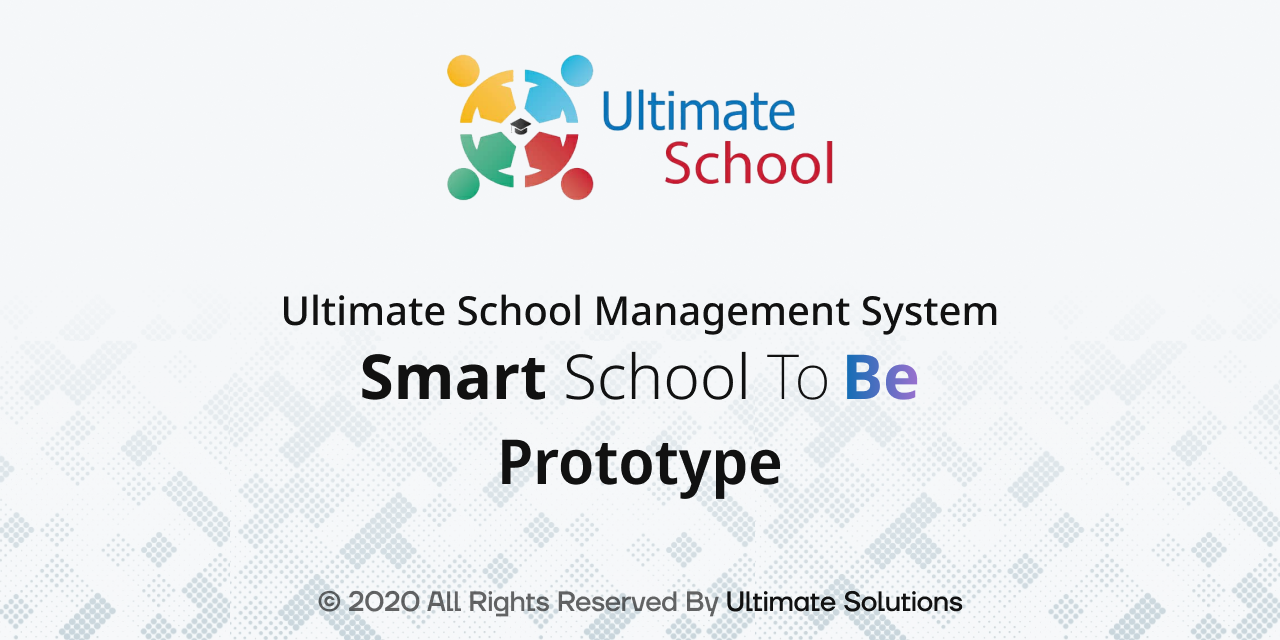 Ultimate
School
Ultimate School Management System
Smart School To Be
Prototype
© 2020 All Rights Reserved By Ultimate Solutions